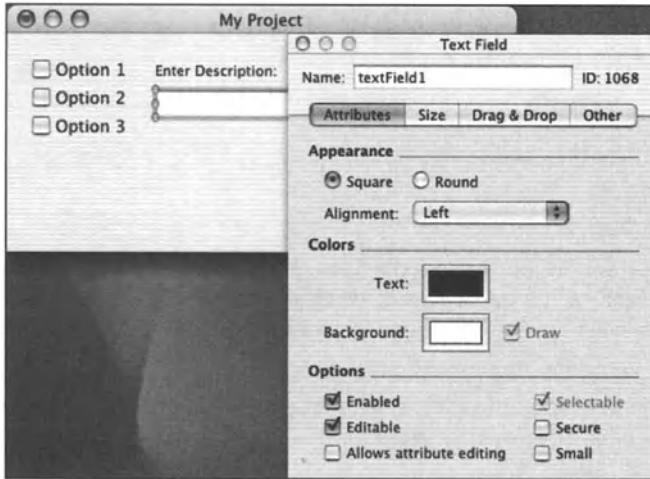 My Project
Option 1
Option 2
Option 3
Enter Description:
Text Field
Name: textField1 ID: 1068
Attributes Size Drag & Drop Other
Appearance
Square Round
Alignment: Left
Colors
Text:
Background: Draw
Options
Enabled Selectable
Editable Secure
Allows attribute editing Small